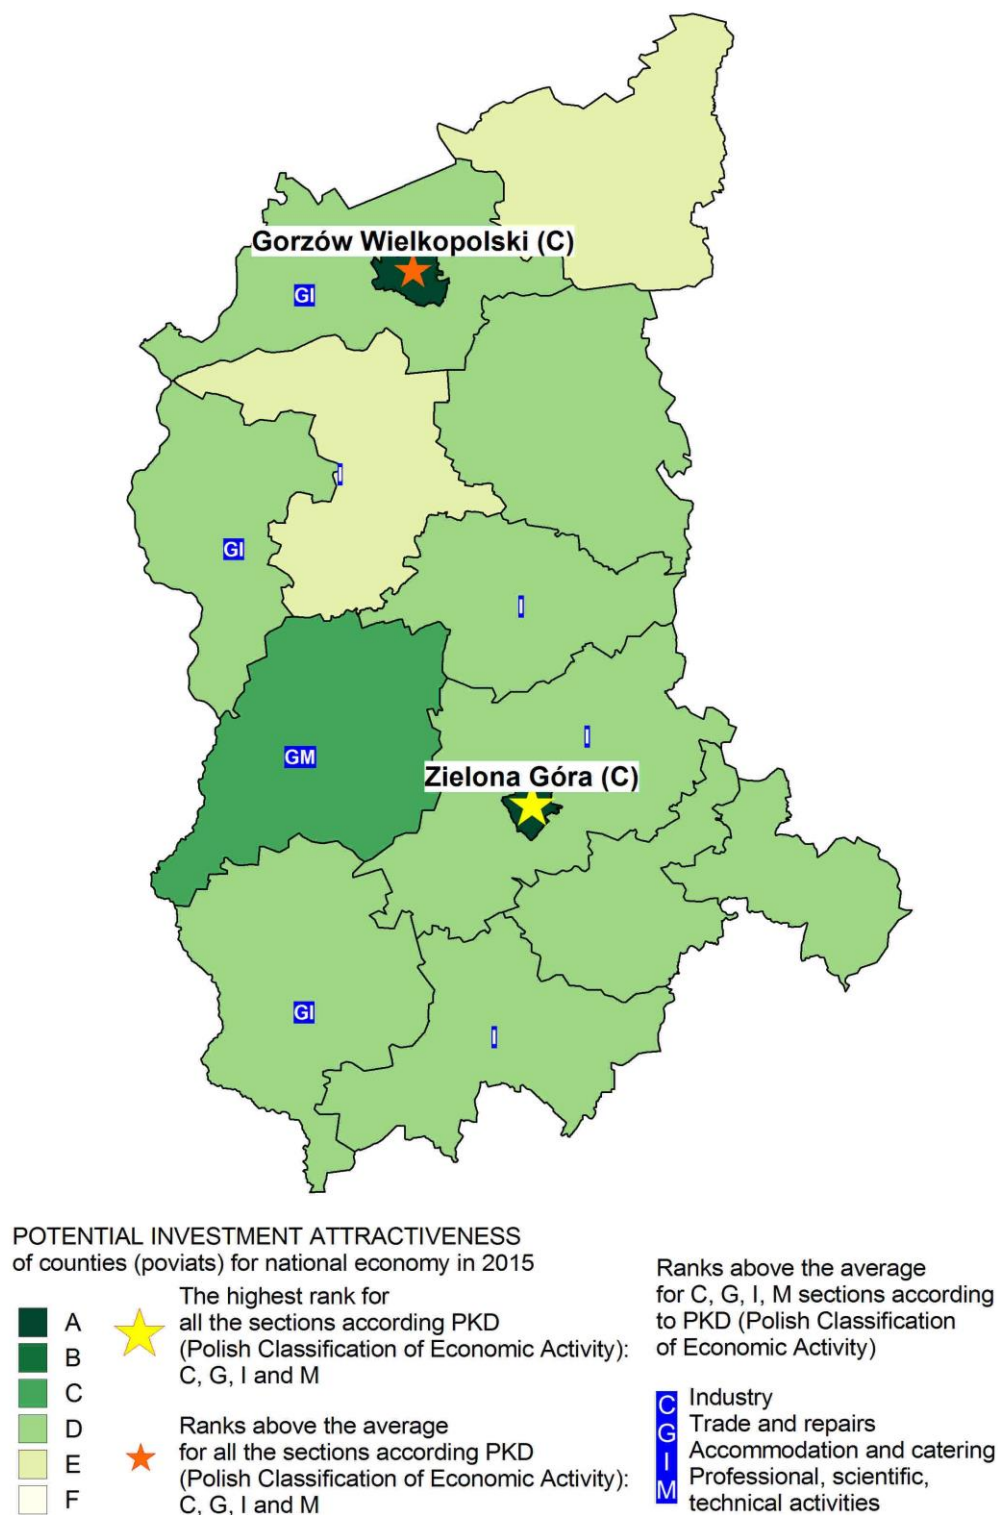 Gorzów Wielkopolski (C)
GI
I
GI
I
I
GM
Zielona Góra (C)
GI
I
POTENTIAL INVESTMENT ATTRACTIVENESS
of counties (poviats) for national economy in 2015
A
B
C
D
E
F
The highest rank for
all the sections according PKD
(Polish Classification of Economic Activity):
C, G, I and M
Ranks above the average
for all the sections according PKD
(Polish Classification of Economic Activity):
C, G, I and M
Ranks above the average
for C, G, I, M sections according
to PKD (Polish Classification
of Economic Activity)
C Industry
G Trade and repairs
I Accommodation and catering
M Professional, scientific,
technical activities